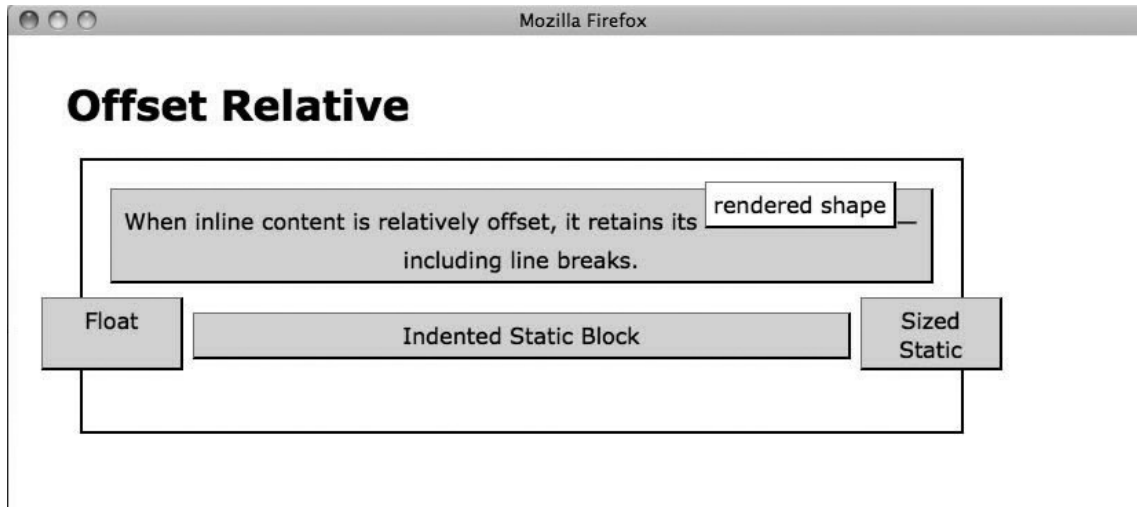 Mozilla Firefox
Offset Relative
When inline content is relatively offset, it retains its rendered shape —
including line breaks.
Float
Indented Static Block
Sized
Static